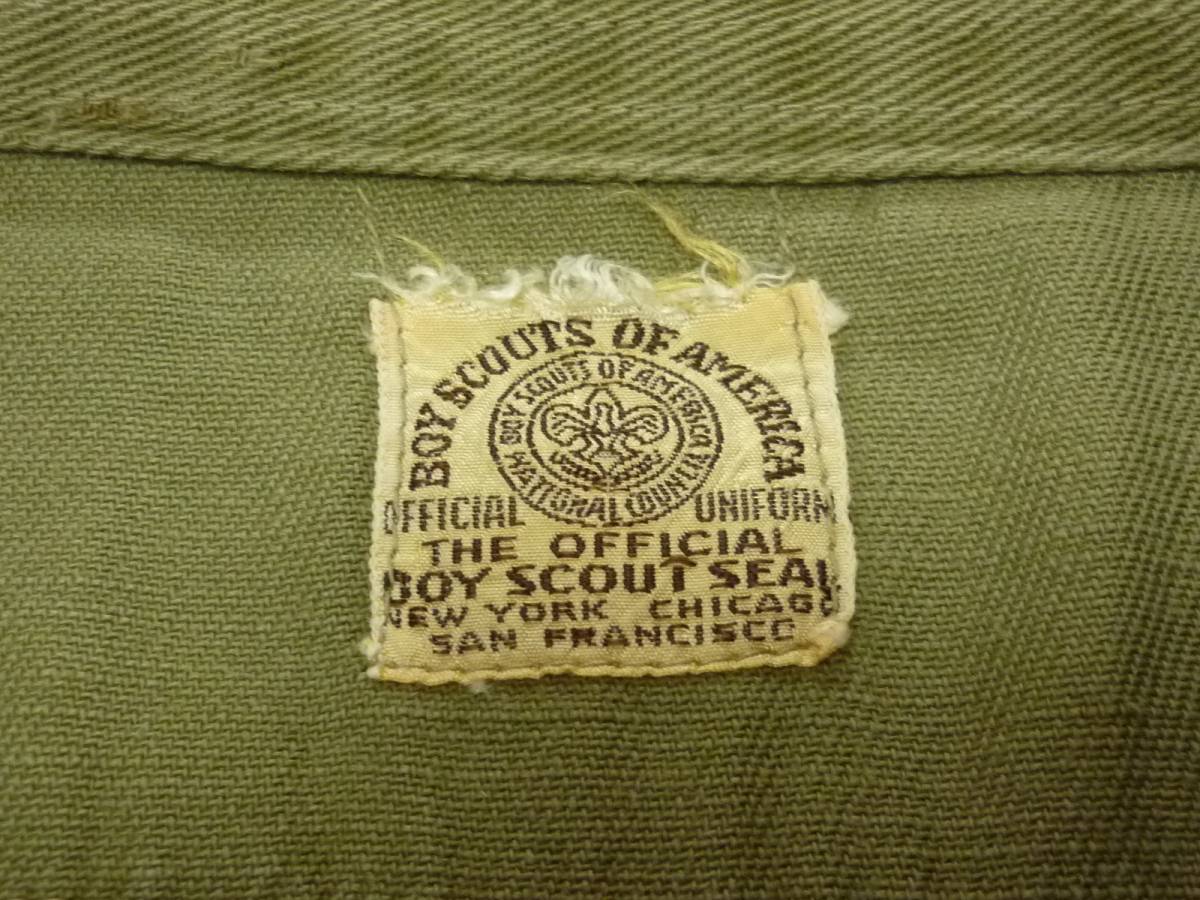 BOY SCOUTS OF AMERICA
BOY SCOUTS OF AMERICA
NATIONAL COUNCIL
OFFICIAL UNIFORM
THE OFFICIAL
BOY SCOUT SEAL
NEW YORK CHICAGO
SAN FRANCISCO